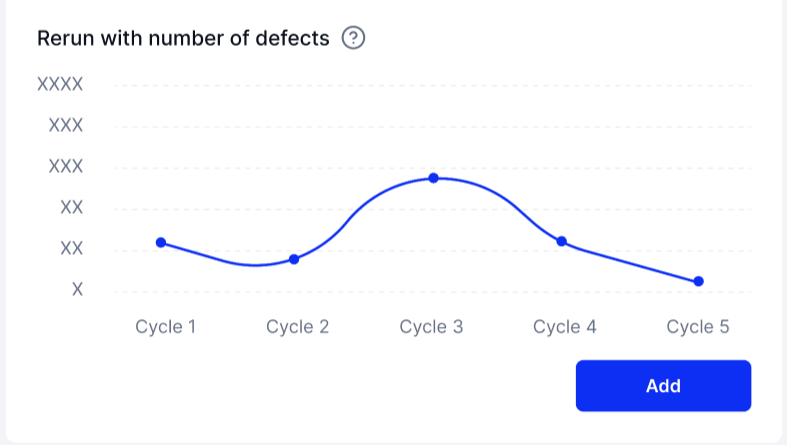 Rerun with number of defects ?
XXXX
XXX
XXX
XX
XX
X
Cycle 1 Cycle 2 Cycle 3 Cycle 4 Cycle 5
Add